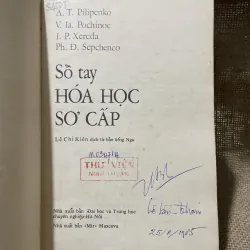 A. T. Pilipenko
V. Ia. Pochinoc
I. P. Xereda
Ph. D. Sepchenco
Sổ tay
HÓA HỌC
SƠ CẤP
Lê Chí Kiên dịch từ bản tiếng Nga
THƯ VIỆN
Nhà xuất bản Đại học và Trung học
chuyên nghiệp-Hà Nội
Nhà xuất bản «Mir» Maxcơva